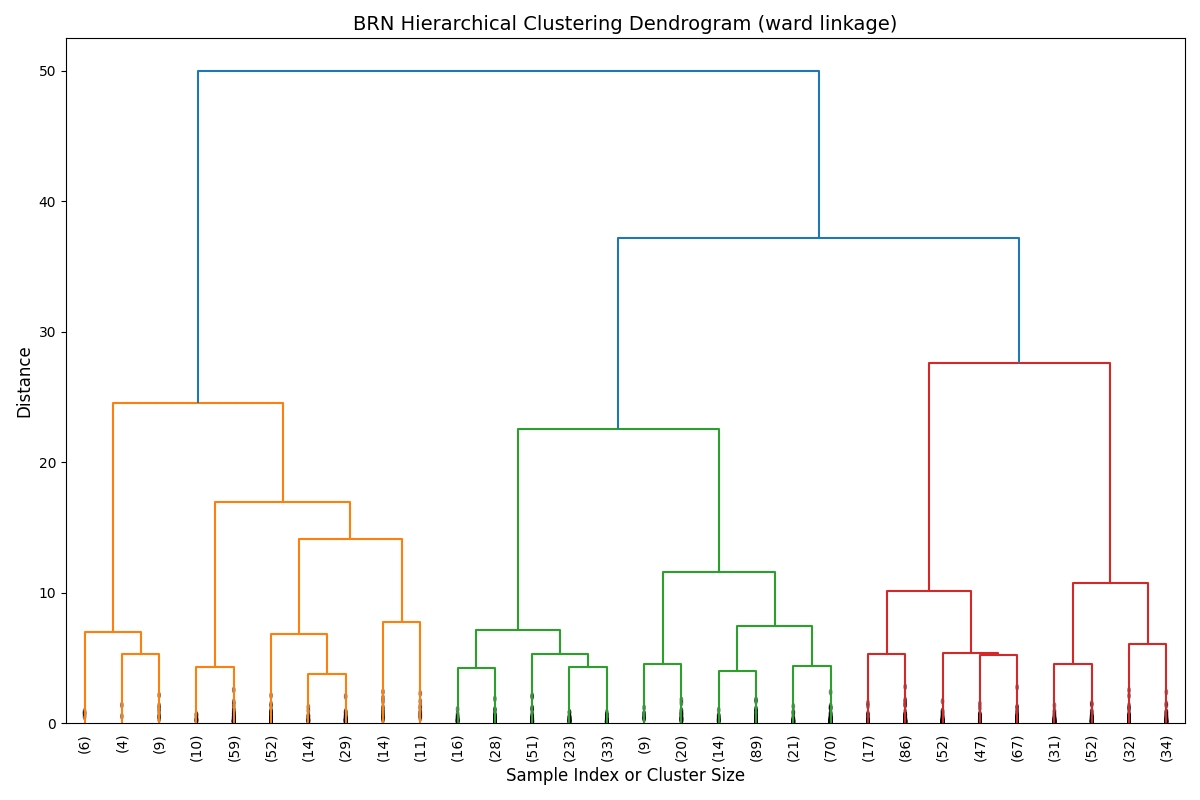 BRN Hierarchical Clustering Dendrogram (ward linkage)
50
40
30
20
10
0
Distance
(6) (4) (9) (10) (59) (52) (14) (29) (14) (11) (16) (28) (51) (23) (33) (9) (20) (14) (89) (21) (70) (17) (86) (52) (47) (67) (31) (52) (32) (34)
Sample Index or Cluster Size